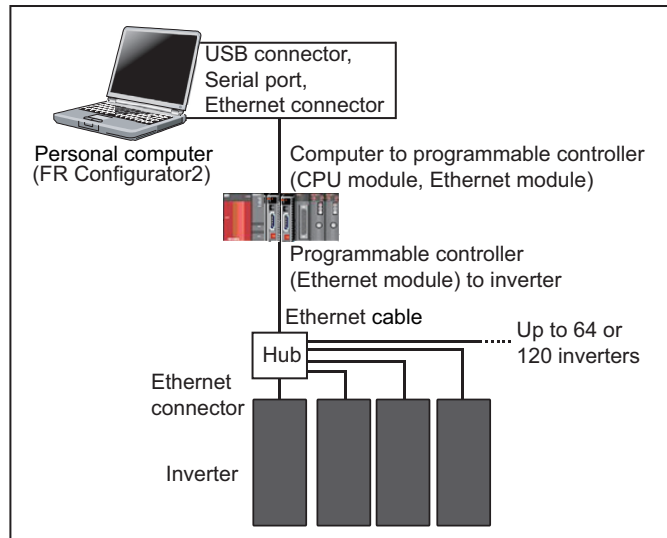 USB connector,
Serial port,
Ethernet connector
Personal computer
(FR Configurator2)
Computer to programmable controller
(CPU module, Ethernet module)
Programmable controller
(Ethernet module) to inverter
Ethernet cable
Hub
Up to 64 or
120 inverters
Ethernet
connector
Inverter